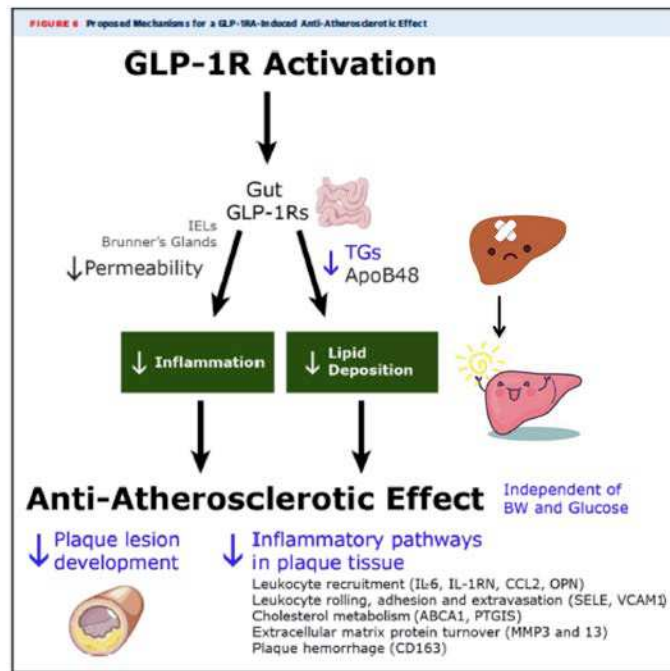 FIGURE 6 Proposed Mechanisms for a GLP-1RA-Induced Anti-Atherosclerotic Effect
GLP-1R Activation
Gut
GLP-1Rs
IELs
Brunner's Glands
↓Permeability
↓ TGs
ApoB48
↓ Inflammation
↓ Lipid
Deposition
Anti-Atherosclerotic Effect
Independent of
BW and Glucose
↓ Plaque lesion
development
↓ Inflammatory pathways
in plaque tissue
Leukocyte recruitment (IL-6, IL-1RN, CCL2, OPN)
Leukocyte rolling, adhesion and extravasation (SELE, VCAM1)
Cholesterol metabolism (ABCA1, PTGIS)
Extracellular matrix protein turnover (MMP3 and 13)
Plaque hemorrhage (CD163)